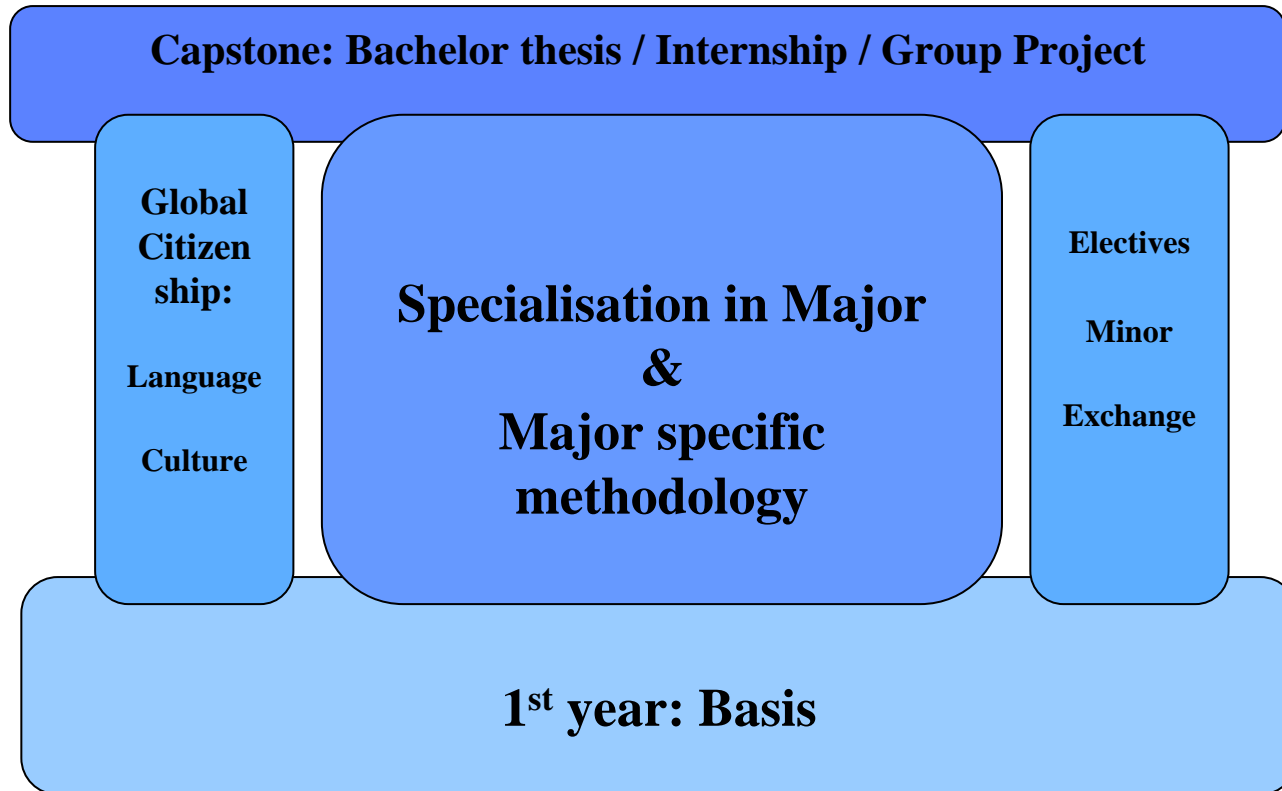 Capstone: Bachelor thesis / Internship / Group Project
Global
Citizen
ship:
Language
Culture
Specialisation in Major
&
Major specific
methodology
Electives
Minor
Exchange
1st year: Basis